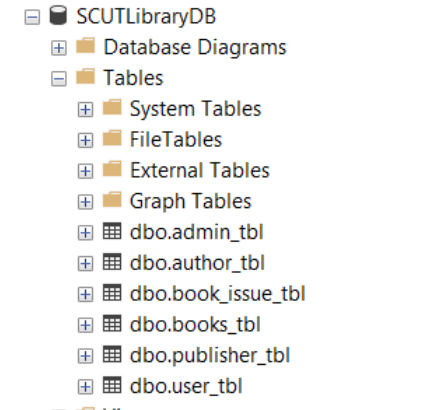 SCUTLibraryDB
Database Diagrams
Tables
System Tables
FileTables
External Tables
Graph Tables
dbo.admin_tbl
dbo.author_tbl
dbo.book_issue_tbl
dbo.books_tbl
dbo.publisher_tbl
dbo.user_tbl